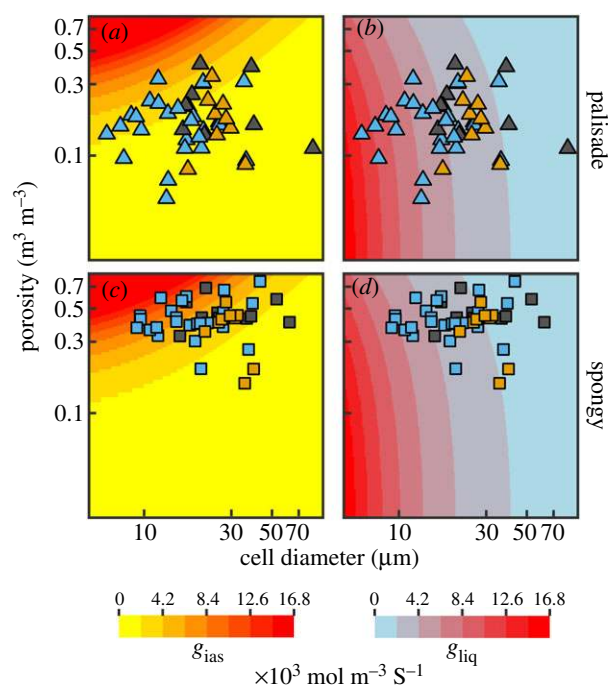 (a)
(b)
0.7
0.5
0.3
0.1
palisade
porosity (m³ m⁻³)
(c)
(d)
0.7
0.5
0.3
0.1
spongy
10 30 50 70 10 30 50 70
cell diameter (µm)
0 4.2 8.4 12.6 16.8 0 4.2 8.4 12.6 16.8
gias gliq
×10³ mol m⁻³ S⁻¹